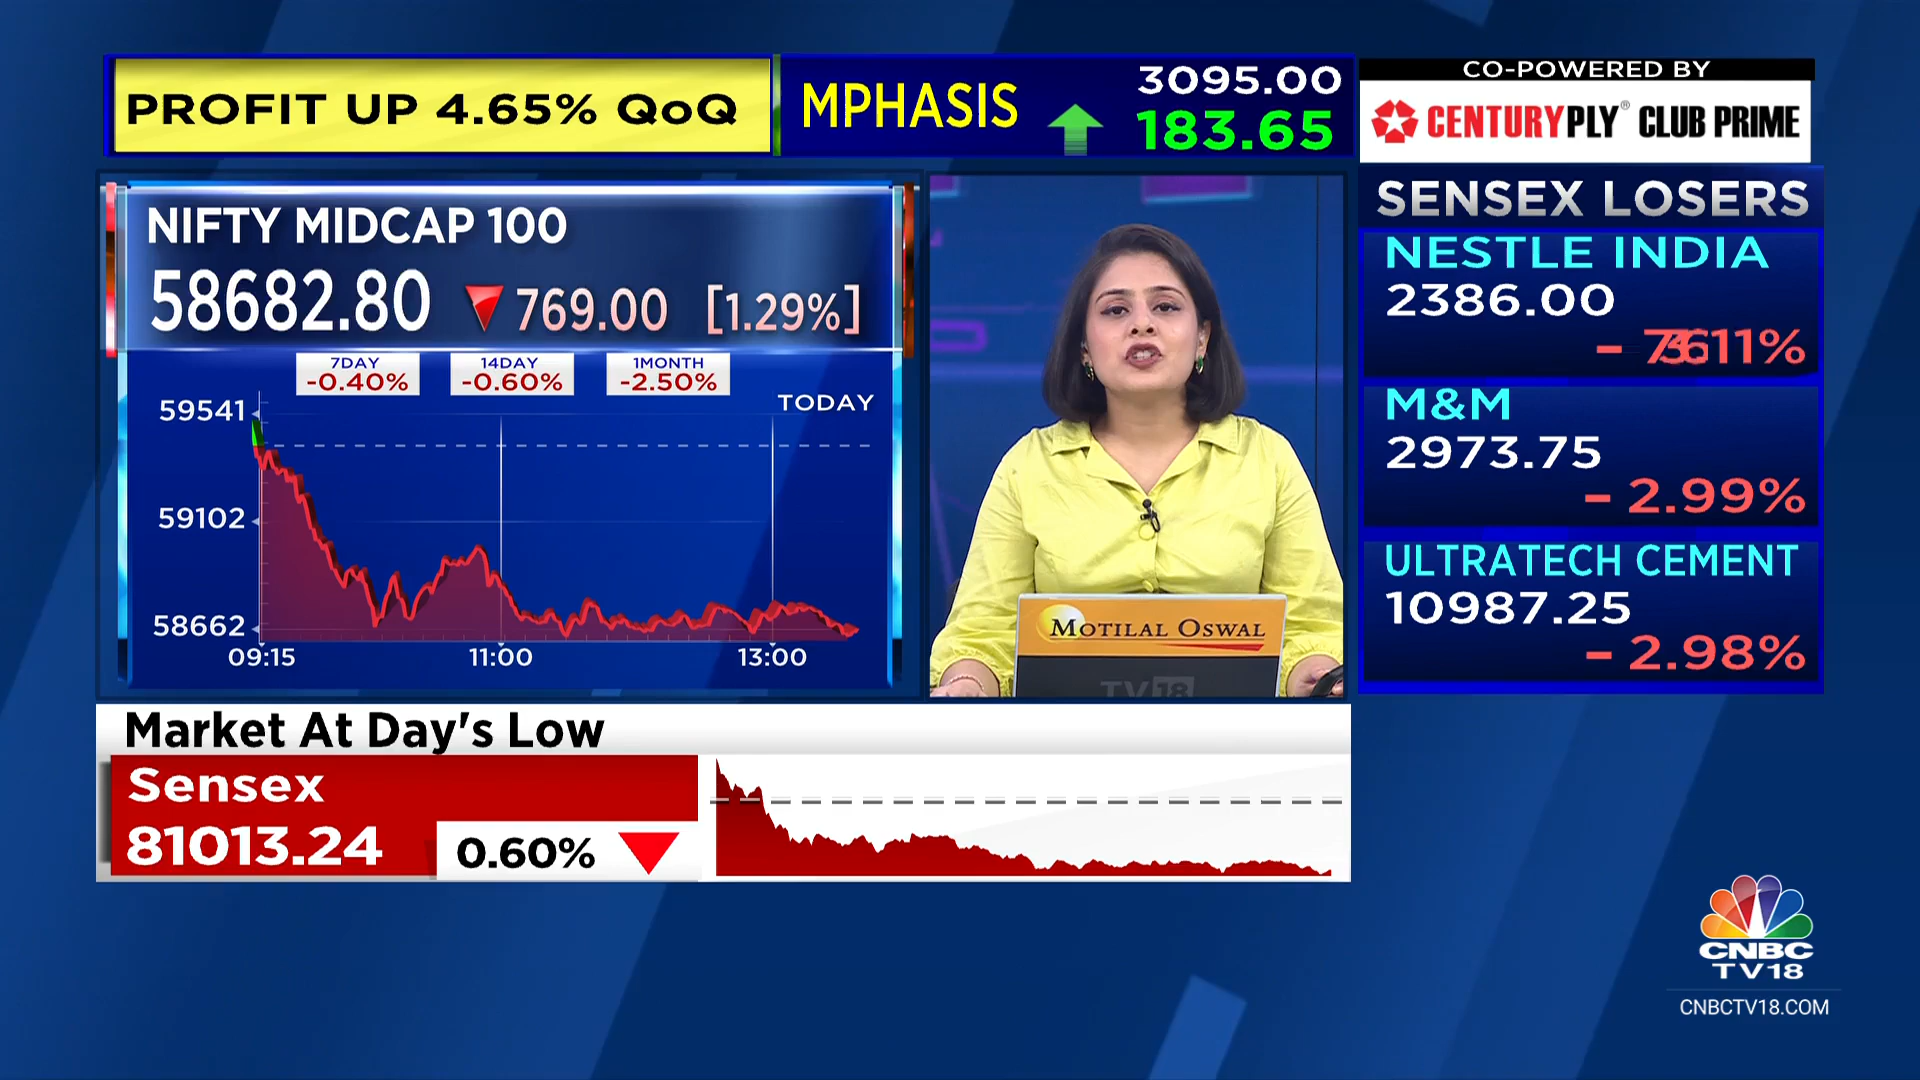 PROFIT UP 4.65% QoQ
MPHASIS
3095.00
183.65
CO-POWERED BY
CENTURYPLY® CLUB PRIME
NIFTY MIDCAP 100
58682.80 769.00 [1.29%]
7DAY
-0.40%
14DAY
-0.60%
1MONTH
-2.50%
TODAY
59541
59102
58662
09:15 11:00 13:00
MOTILAL OSWAL
TV18
SENSEX LOSERS
NESTLE INDIA
2386.00
M&M
2973.75
- 2.99%
ULTRATECH CEMENT
10987.25
- 2.98%
Market At Day's Low
Sensex
81013.24
0.60%
CNBC
TV18
CNBCTV18.COM